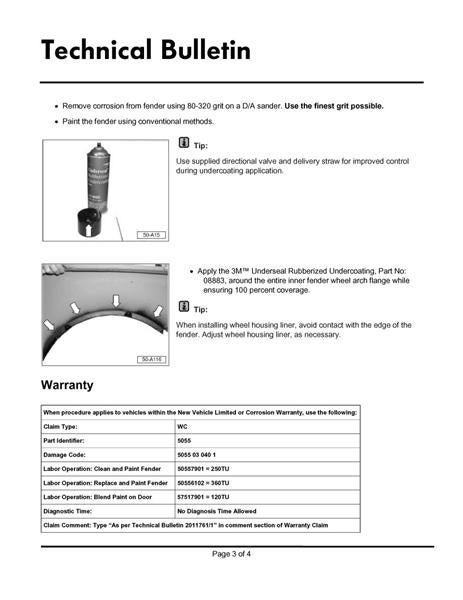 Technical Bulletin
• Remove corrosion from fender using 80-320 grit on a D/A sander. Use the finest grit possible.
• Paint the fender using conventional methods.
Tip:
Use supplied directional valve and delivery straw for improved control
during undercoating application.
50-A15
• Apply the 3M™ Underseal Rubberized Undercoating, Part No:
08883, around the entire inner fender wheel arch flange while
ensuring 100 percent coverage.
Tip:
When installing wheel housing liner, avoid contact with the edge of the
fender. Adjust wheel housing liner, as necessary.
50-A116
Warranty
When procedure applies to vehicles within the New Vehicle Limited or Corrosion Warranty, use the following:
Claim Type: WC
Part Identifier: 5055
Damage Code: 5055 03 040 1
Labor Operation: Clean and Paint Fender 50557901 = 250TU
Labor Operation: Replace and Paint Fender 50556102 = 360TU
Labor Operation: Blend Paint on Door 57517901 = 120TU
Diagnostic Time: No Diagnosis Time Allowed
Claim Comment: Type "As per Technical Bulletin 2011761/1" in comment section of Warranty Claim
Page 3 of 4